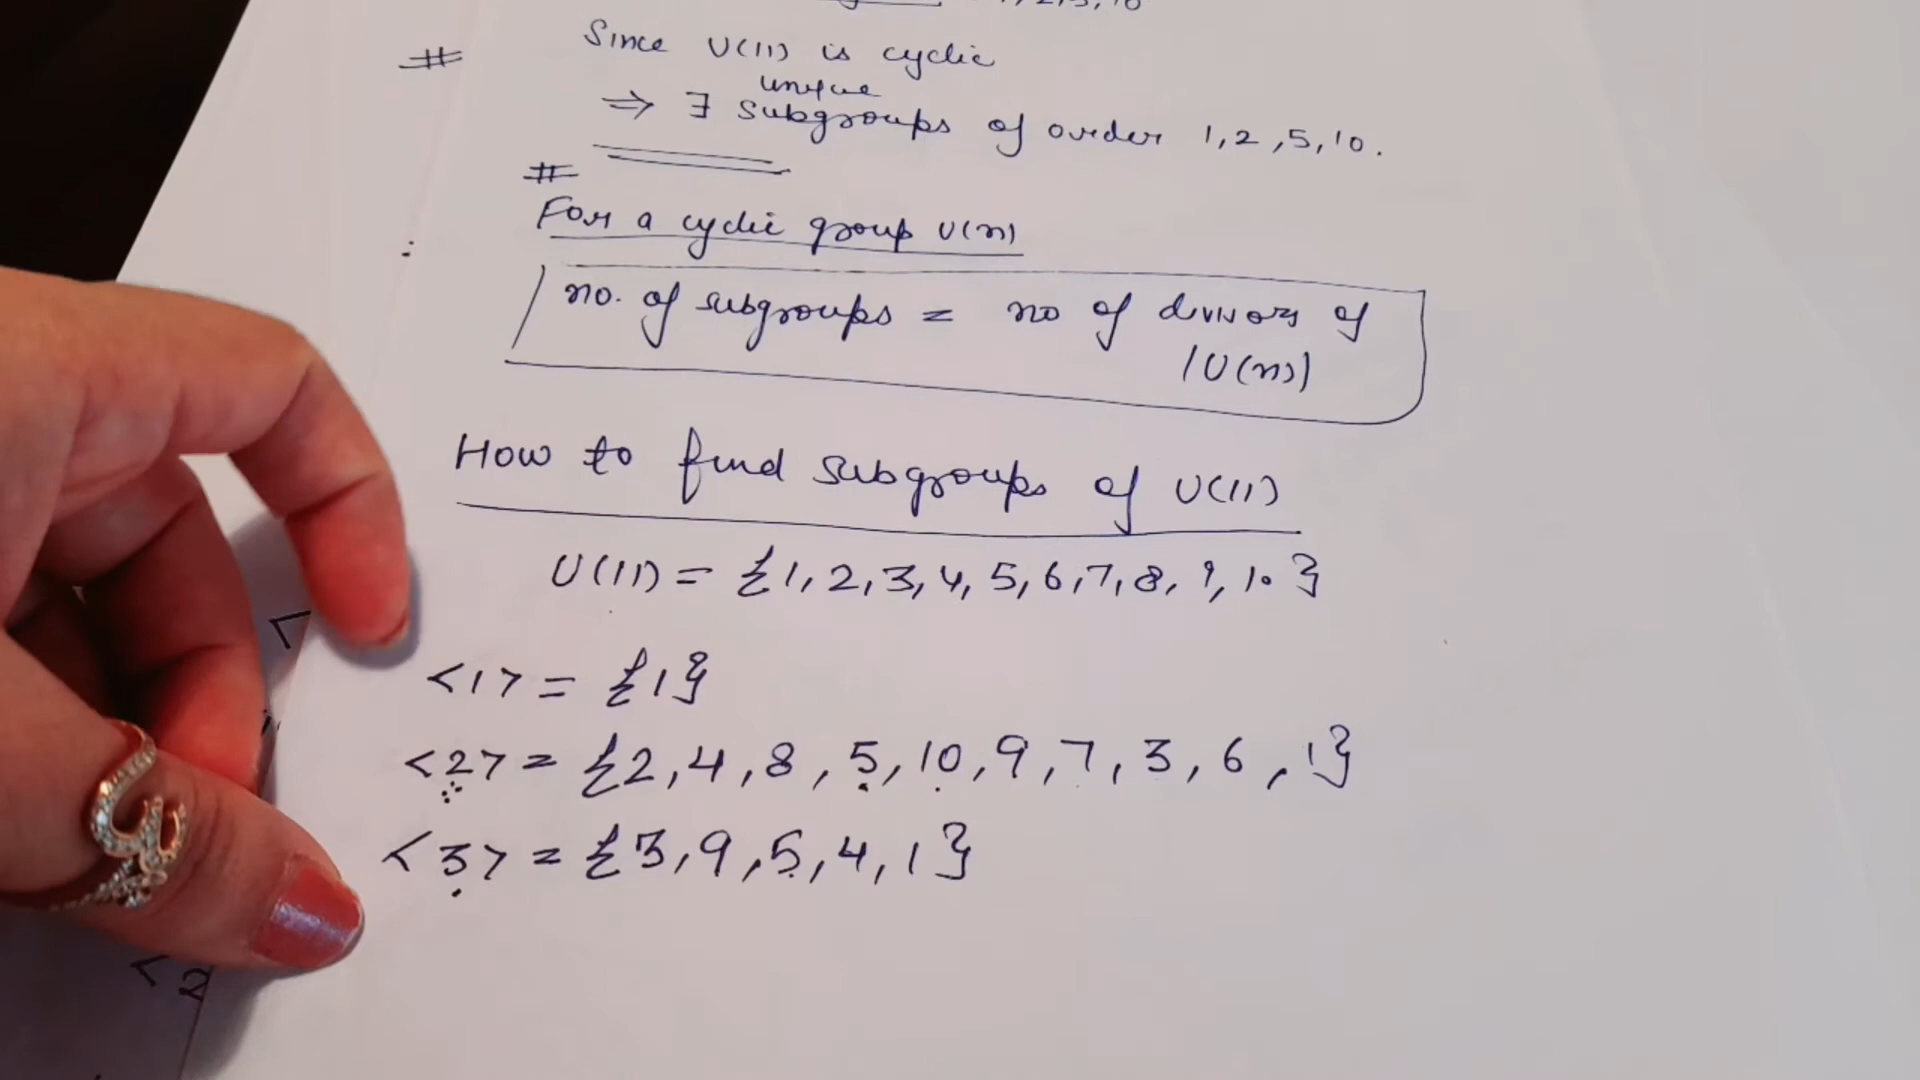 # Since U(11) is cyclic
unique
⇒ ∃ subgroups of order 1,2,5,10.
#
For a cyclic group U(n)
no. of subgroups = no of divisors of
|U(n)|
How to find subgroups of U(11)
U(11) = {1,2,3,4,5,6,7,8,9,10}
<1> = {1}
<2> = {2,4,8,5,10,9,7,3,6,1}
<3> = {3,9,5,4,1}
<2